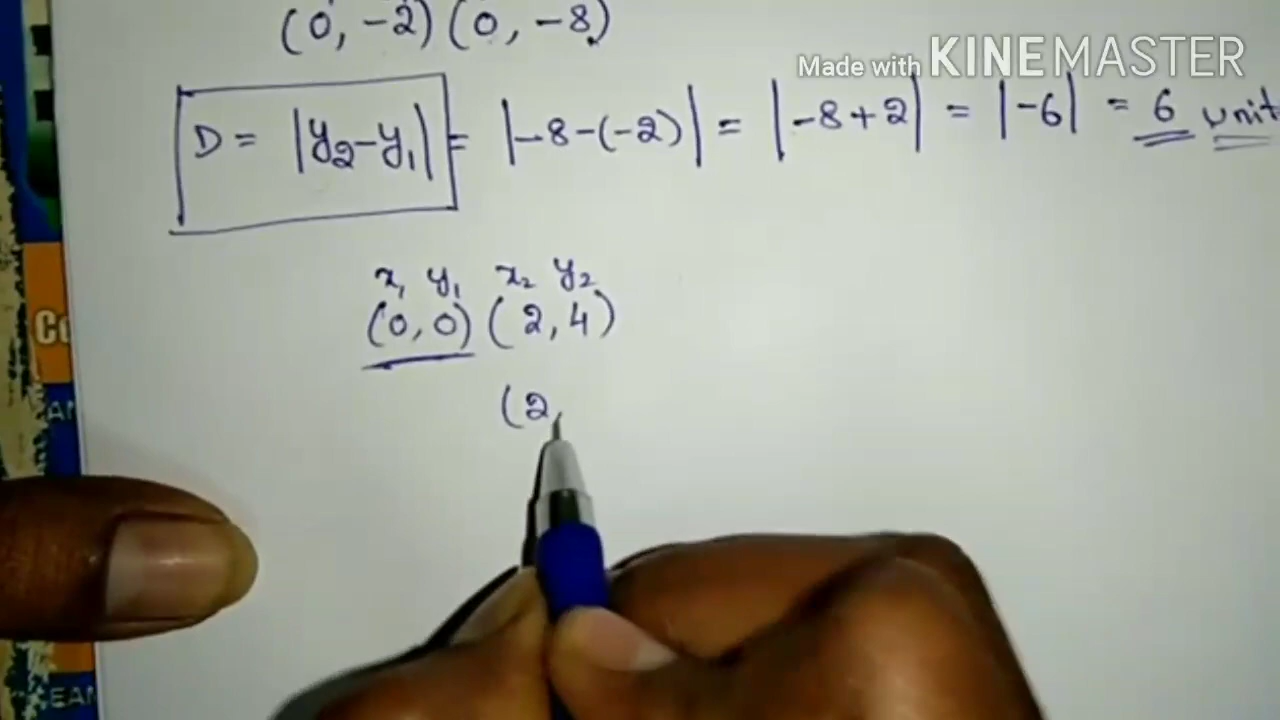 (0, -2) (0, -8)
Made with KINEMASTER
D = |y₂-y₁| = |-8-(-2)| = |-8+2| = |-6| = 6 unit
x₁ y₁ x₂ y₂
(0, 0) (2, 4)
(2,